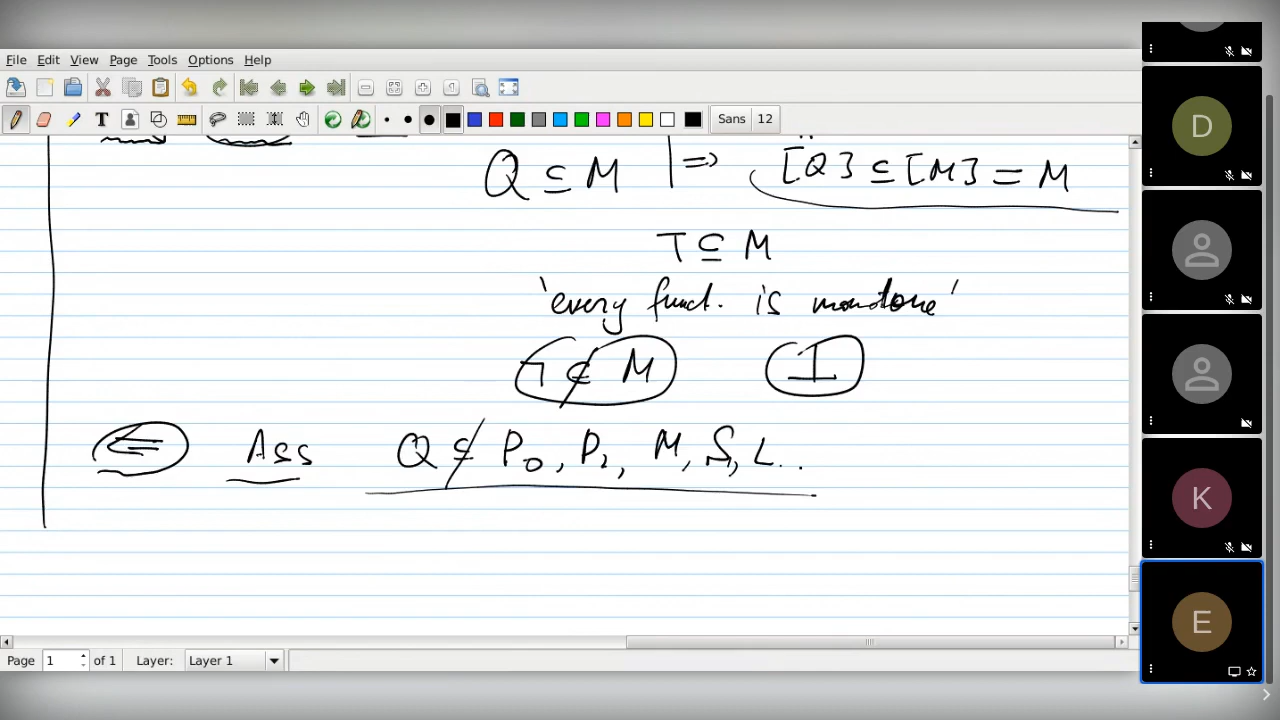 File Edit View Page Tools Options Help
T Sans 12
Q ⊆ M | ⇒ [Q] ⊆ [M] = M
T ⊆ M
'every funct. is monotone'
T ⊄ M
⇐ Ass Q ⊈ P₀, P₁, M, S, L..
D
K
E
Page 1 of 1 Layer: Layer 1